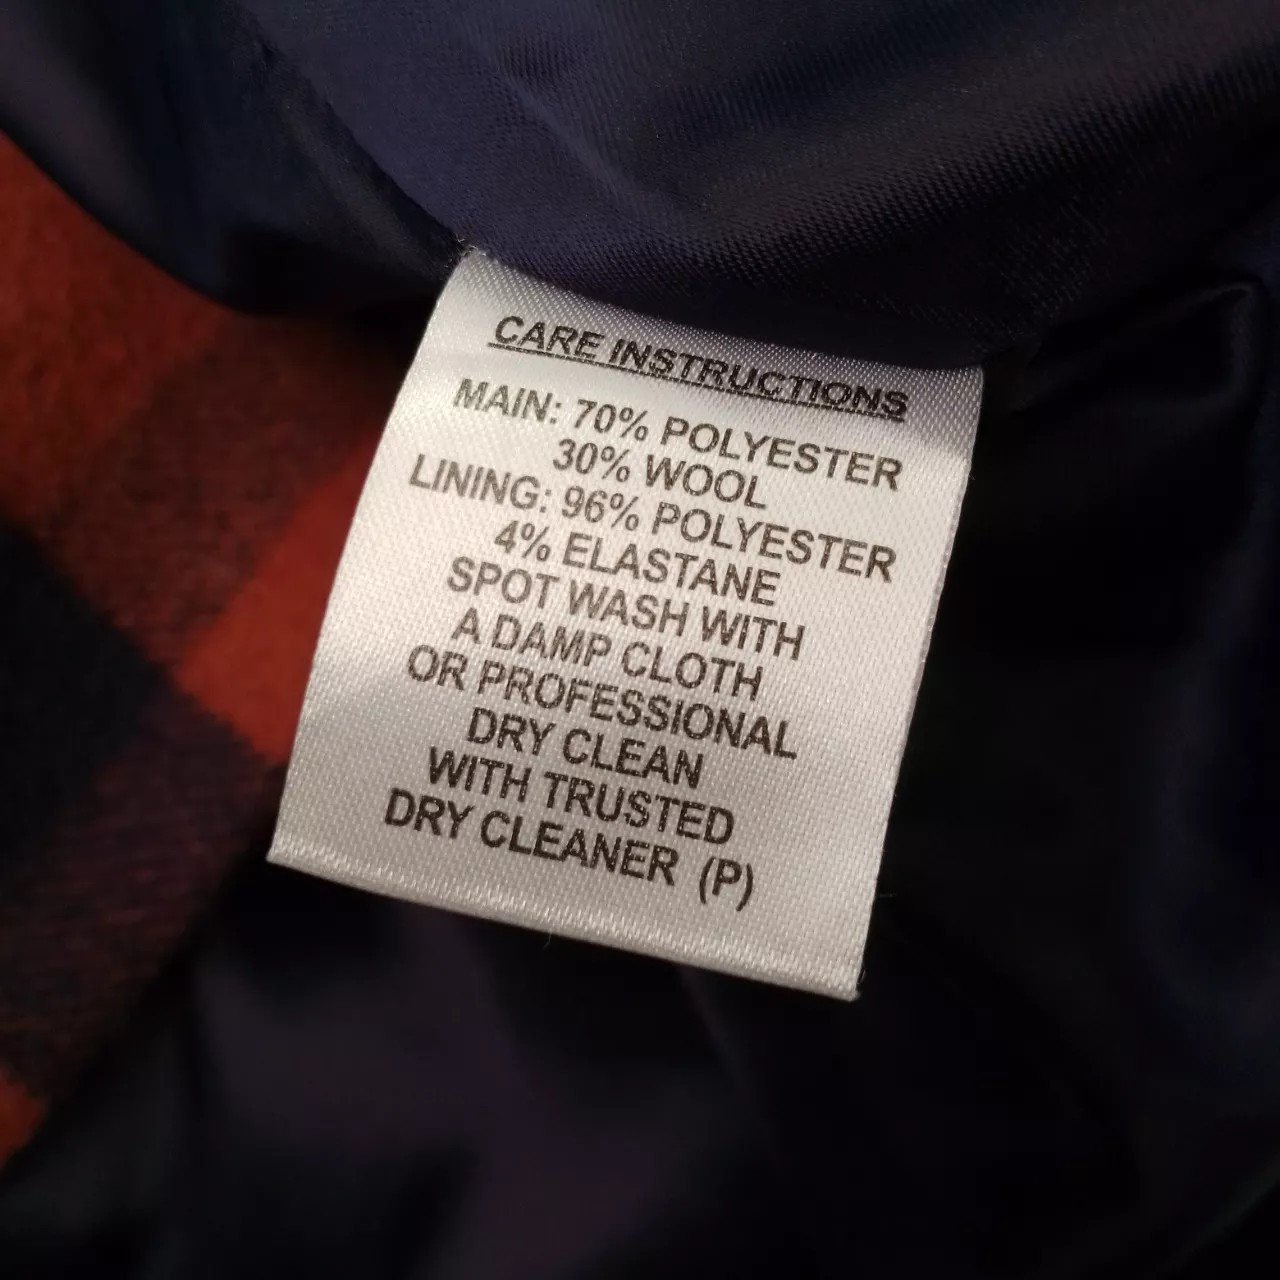 CARE INSTRUCTIONS
MAIN: 70% POLYESTER
30% WOOL
LINING: 96% POLYESTER
4% ELASTANE
SPOT WASH WITH
A DAMP CLOTH
OR PROFESSIONAL
DRY CLEAN
WITH TRUSTED
DRY CLEANER (P)